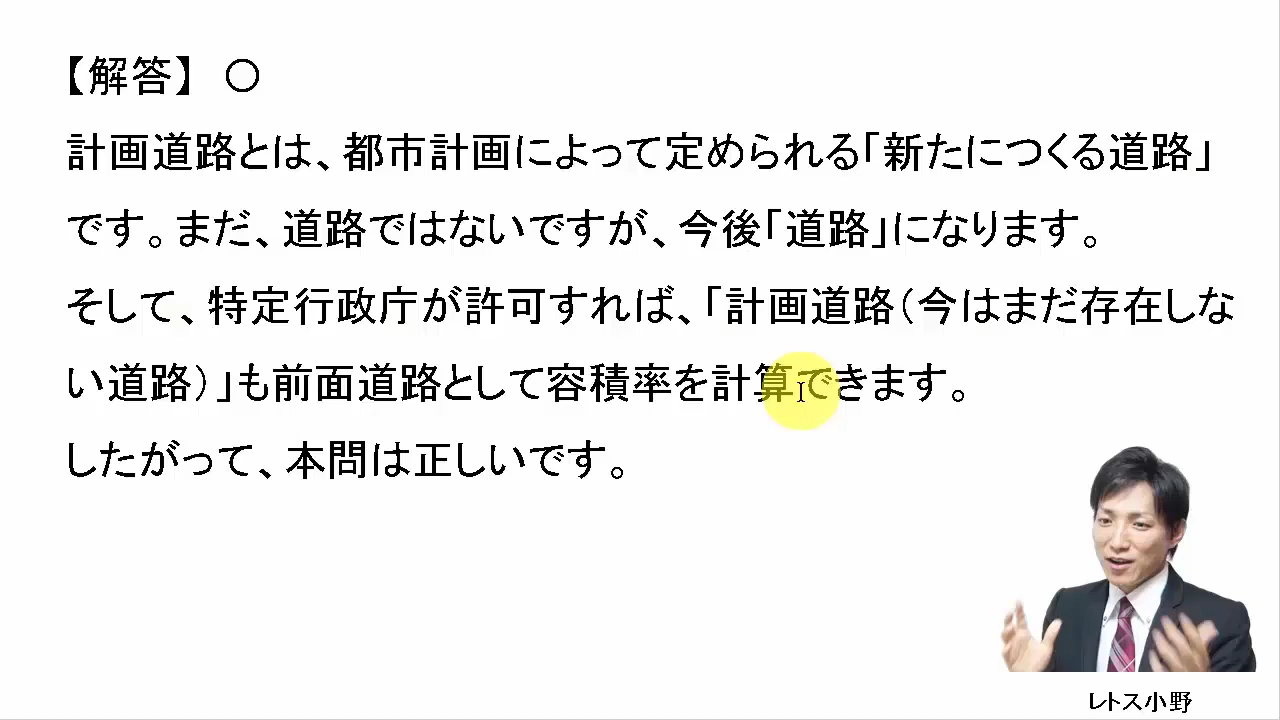 【解答】 ○
計画道路とは、都市計画によって定められる「新たにつくる道路」
です。まだ、道路ではないですが、今後「道路」になります。
そして、特定行政庁が許可すれば、「計画道路（今はまだ存在しな
い道路）」も前面道路として容積率を計算できます。
したがって、本問は正しいです。
レトス小野